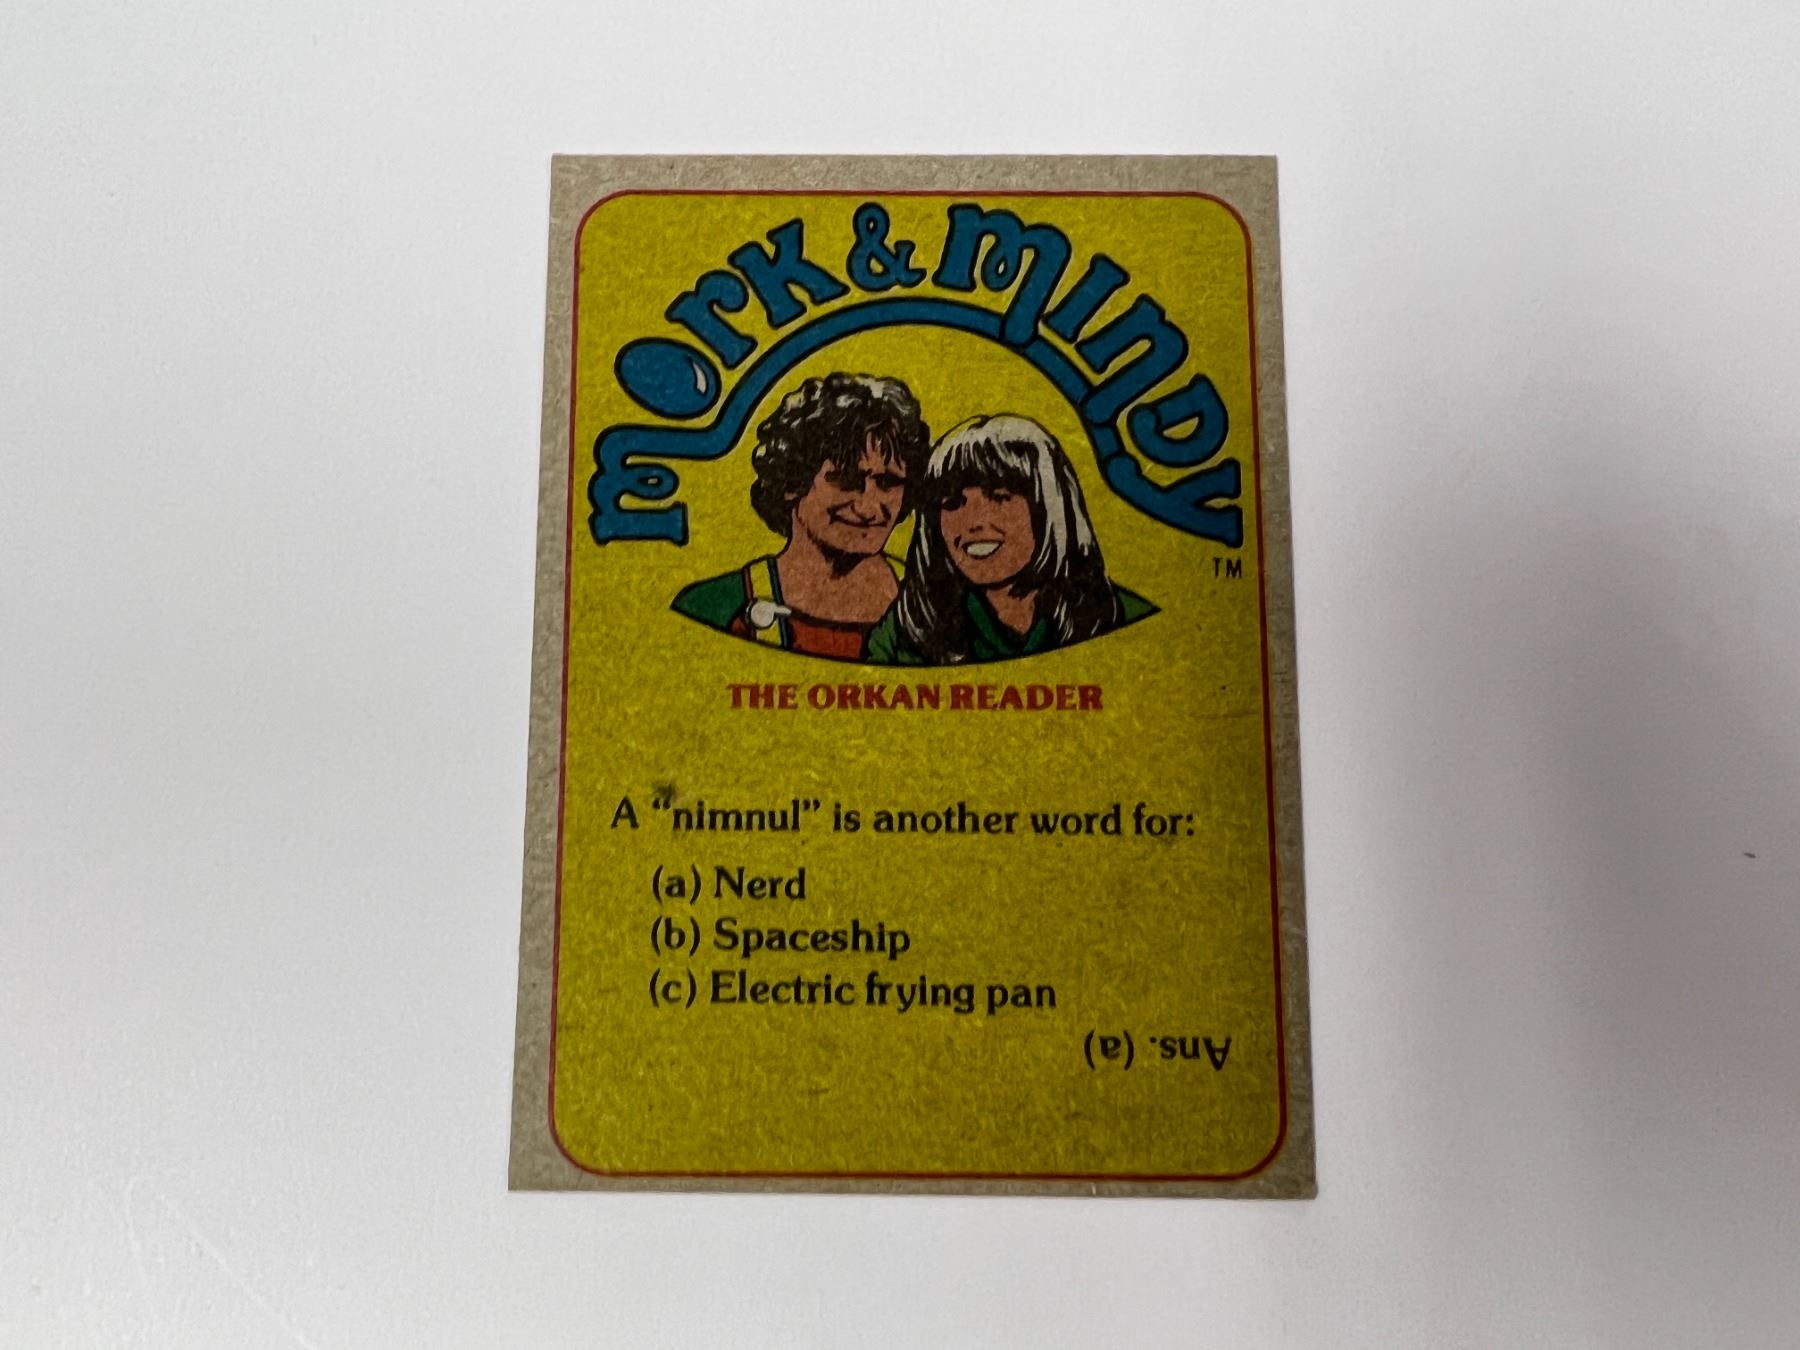 mork & mindy
TM
THE ORKAN READER
A “nimnul” is another word for:
(a) Nerd
(b) Spaceship
(c) Electric frying pan
Ans. (a)